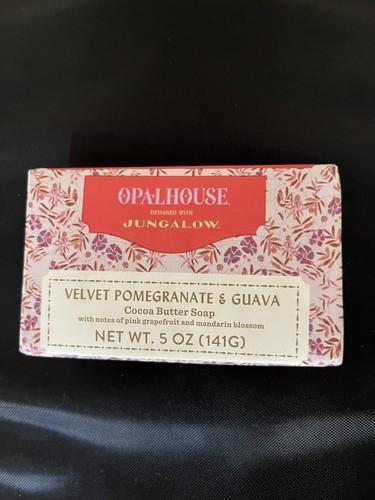 OPALHOUSE™
DESIGNED WITH
JUNGALOW®
VELVET POMEGRANATE & GUAVA
Cocoa Butter Soap
with notes of pink grapefruit and mandarin blossom
NET WT. 5 OZ (141G)